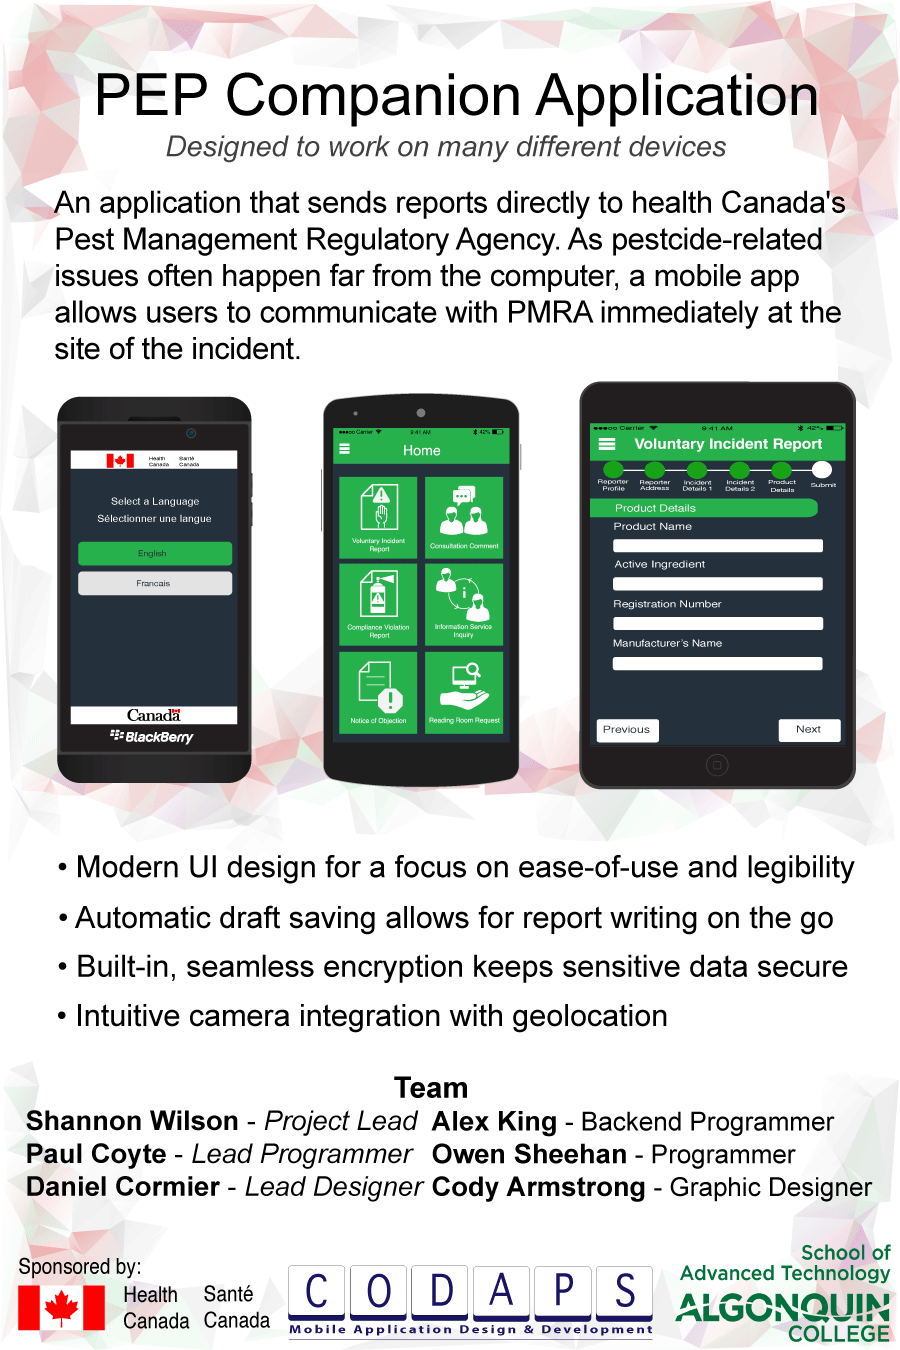 PEP Companion Application
Designed to work on many different devices
An application that sends reports directly to health Canada's
Pest Management Regulatory Agency. As pestcide-related
issues often happen far from the computer, a mobile app
allows users to communicate with PMRA immediately at the
site of the incident.
Health Canada
Santé Canada
Select a Language
Sélectionner une langue
English
Francais
Canada
BlackBerry
Carrier 9:41 AM 42%
Home
Voluntary Incident
Report
Consultation Comment
Compliance Violation
Report
Information Service
Inquiry
Notice of Objection
Reading Room Request
Carrier 9:41 AM 42%
Voluntary Incident Report
Reporter Profile
Reporter Address
Incident Details 1
Incident Details 2
Product Details
Submit
Product Details
Product Name
Active Ingredient
Registration Number
Manufacturer's Name
Previous
Next
• Modern UI design for a focus on ease-of-use and legibility
• Automatic draft saving allows for report writing on the go
• Built-in, seamless encryption keeps sensitive data secure
• Intuitive camera integration with geolocation
Team
Shannon Wilson - Project Lead Alex King - Backend Programmer
Paul Coyte - Lead Programmer Owen Sheehan - Programmer
Daniel Cormier - Lead Designer Cody Armstrong - Graphic Designer
Sponsored by:
Health Canada
Santé Canada
CODAPS
Mobile Application Design & Development
School of
Advanced Technology
ALGONQUIN
COLLEGE